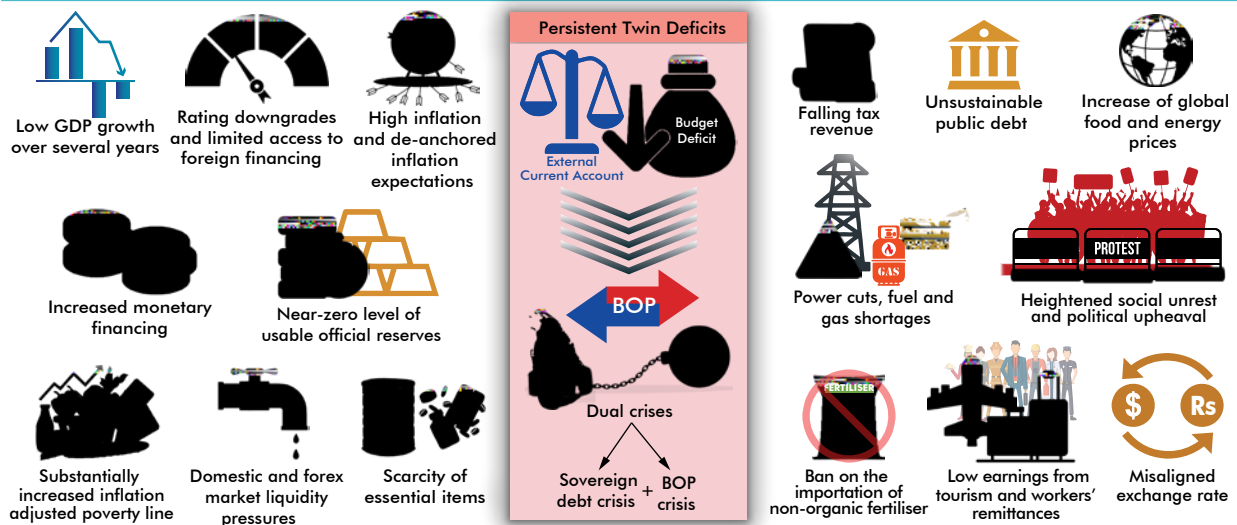 Low GDP growth
over several years
Rating downgrades
and limited access to
foreign financing
High inflation
and de-anchored
inflation
expectations
Increased monetary
financing
Near-zero level of
usable official reserves
Substantially
increased inflation
adjusted poverty line
Domestic and forex
market liquidity
pressures
Scarcity of
essential items
Persistent Twin Deficits
Budget
Deficit
External
Current Account
BOP
Dual crises
Sovereign
debt crisis
+
BOP
crisis
Falling tax
revenue
Unsustainable
public debt
Increase of global
food and energy
prices
GAS
Power cuts, fuel and
gas shortages
PROTEST
Heightened social unrest
and political upheaval
FERTILISER
Ban on the
importation of
non-organic fertiliser
Low earnings from
tourism and workers’
remittances
$
Rs
Misaligned
exchange rate